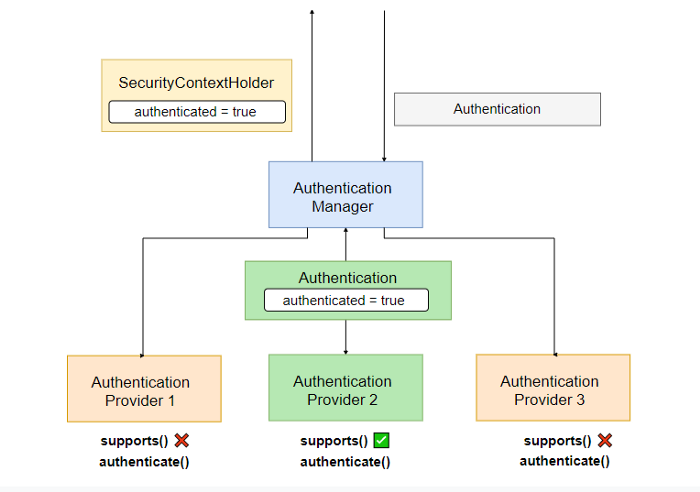 SecurityContextHolder
authenticated = true
Authentication
Authentication
Manager
Authentication
authenticated = true
Authentication
Provider 1
Authentication
Provider 2
Authentication
Provider 3
supports() ❌
supports() ✅
supports() ❌
authenticate()
authenticate()
authenticate()